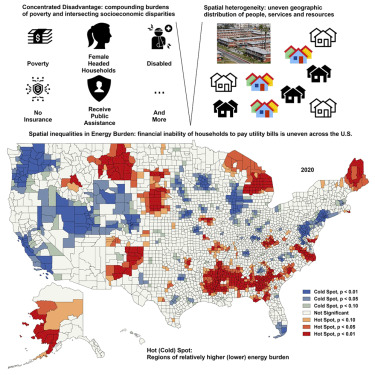 Concentrated Disadvantage: compounding burdens
of poverty and intersecting socioeconomic disparities
Spatial heterogeneity: uneven geographic
distribution of people, services and resources
Poverty
Female
Headed
Households
Disabled
No
Insurance
Receive
Public
Assistance
...
And
More
Spatial inequalities in Energy Burden: financial inability of households to pay utility bills is uneven across the U.S.
2020
Cold Spot, p < 0.01
Cold Spot, p < 0.05
Cold Spot, p < 0.10
Not Significant
Hot Spot, p < 0.10
Hot Spot, p < 0.05
Hot Spot, p < 0.01
Hot (Cold) Spot:
Regions of relatively higher (lower) energy burden